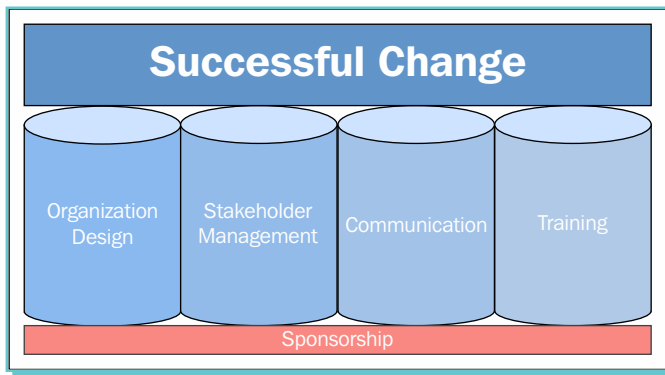 Successful Change
Organization
Design
Stakeholder
Management
Communication
Training
Sponsorship